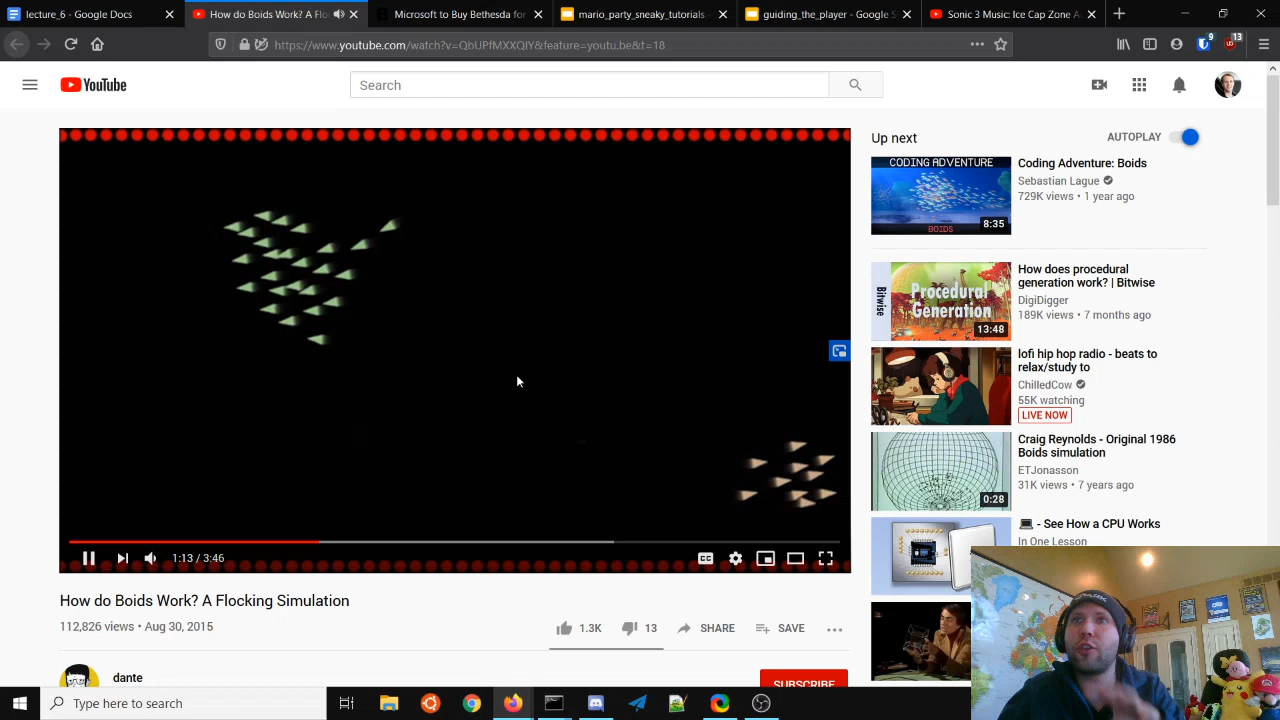 lecture_6 - Google Docs
How do Boids Work? A Flo
Microsoft to Buy Bethesda for
mario_party_sneaky_tutorials
guiding_the_player - Google S
Sonic 3 Music Ice Cap Zone A
https://www.youtube.com/watch?v=QbUPfMXXQIY&feature=youtu.be&t=18
9
13
YouTube
Search
Up next
AUTOPLAY
CODING ADVENTURE
BOIDS
8:35
Coding Adventure: Boids
Sebastian Lague
729K views • 1 year ago
Bitwise
Procedural
Generation
13:48
How does procedural
generation work? | Bitwise
DigiDigger
189K views • 7 months ago
lofi hip hop radio - beats to
relax/study to
ChilledCow
55K watching
LIVE NOW
0:28
Craig Reynolds - Original 1986
Boids simulation
ETJonasson
31K views • 7 years ago
- See How a CPU Works
In One Lesson
1:13 / 3:46
CC
How do Boids Work? A Flocking Simulation
112,826 views • Aug 30, 2015
1.3K
13
SHARE
SAVE
dante
SUBSCRIBE
Type here to search